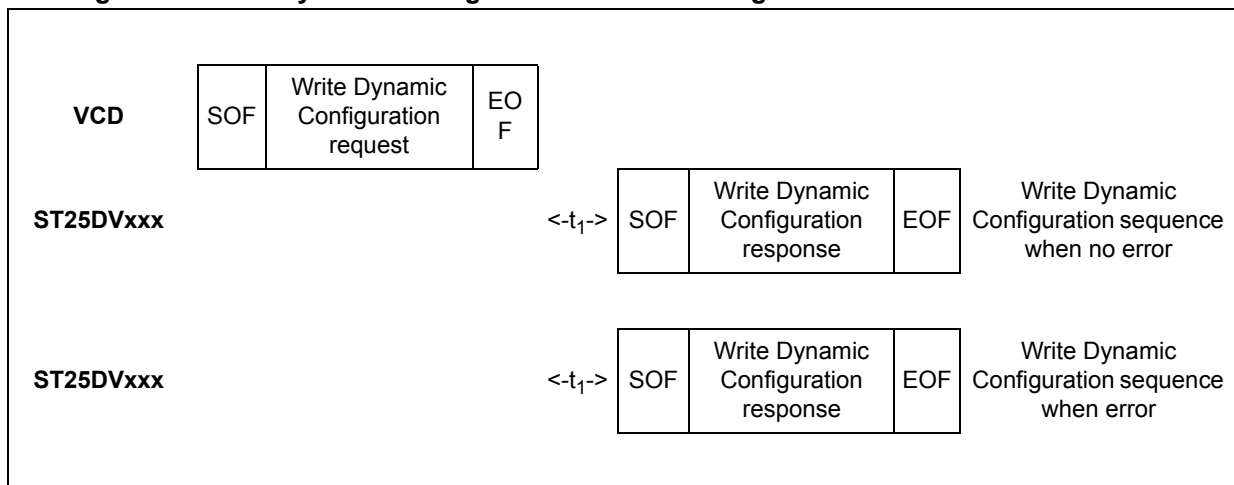 VCD
SOF
Write Dynamic
Configuration
request
EO
F
ST25DVxxx
<-t1->
SOF
Write Dynamic
Configuration
response
EOF
Write Dynamic
Configuration sequence
when no error
ST25DVxxx
<-t1->
SOF
Write Dynamic
Configuration
response
EOF
Write Dynamic
Configuration sequence
when error